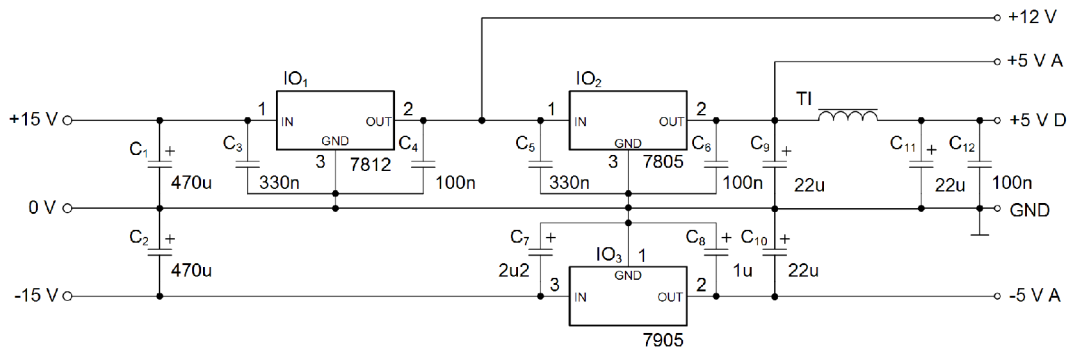 +12 V
+5 V A
IO₁
IO₂
TI
+15 V
1
IN
OUT
2
1
IN
OUT
2
+5 V D
C₁ +
C₃
GND
3
7812
C₄
C₅
GND
3
7805
C₆
C₉ +
C₁₁ +
C₁₂
470u
330n
100n
330n
100n
22u
22u
100n
0 V
GND
C₂ +
C₇ +
IO₃
1
C₈ +
C₁₀ +
470u
2u2
GND
1u
22u
-15 V
3
IN
OUT
2
-5 V A
7905